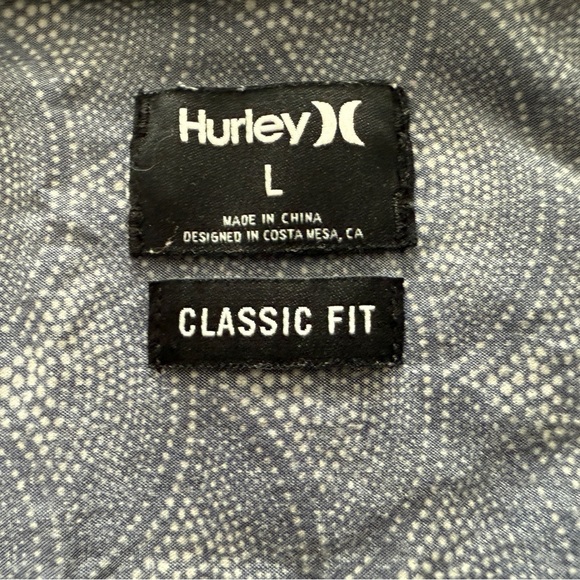 Hurley
L
MADE IN CHINA
DESIGNED IN COSTA MESA, CA
CLASSIC FIT